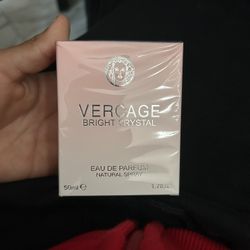 VERCAGE
BRIGHT CRYSTAL
EAU DE PARFUM
NATURAL SPRAY
50ml e